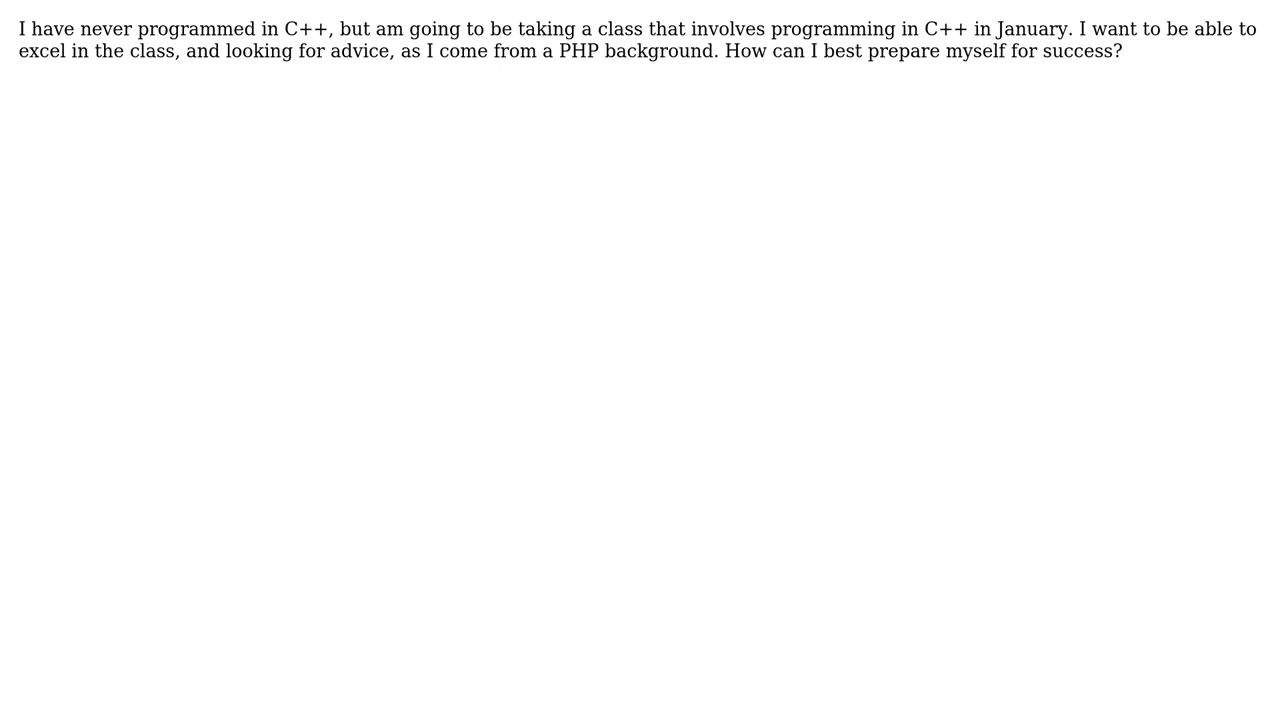 I have never programmed in C++, but am going to be taking a class that involves programming in C++ in January. I want to be able to
excel in the class, and looking for advice, as I come from a PHP background. How can I best prepare myself for success?